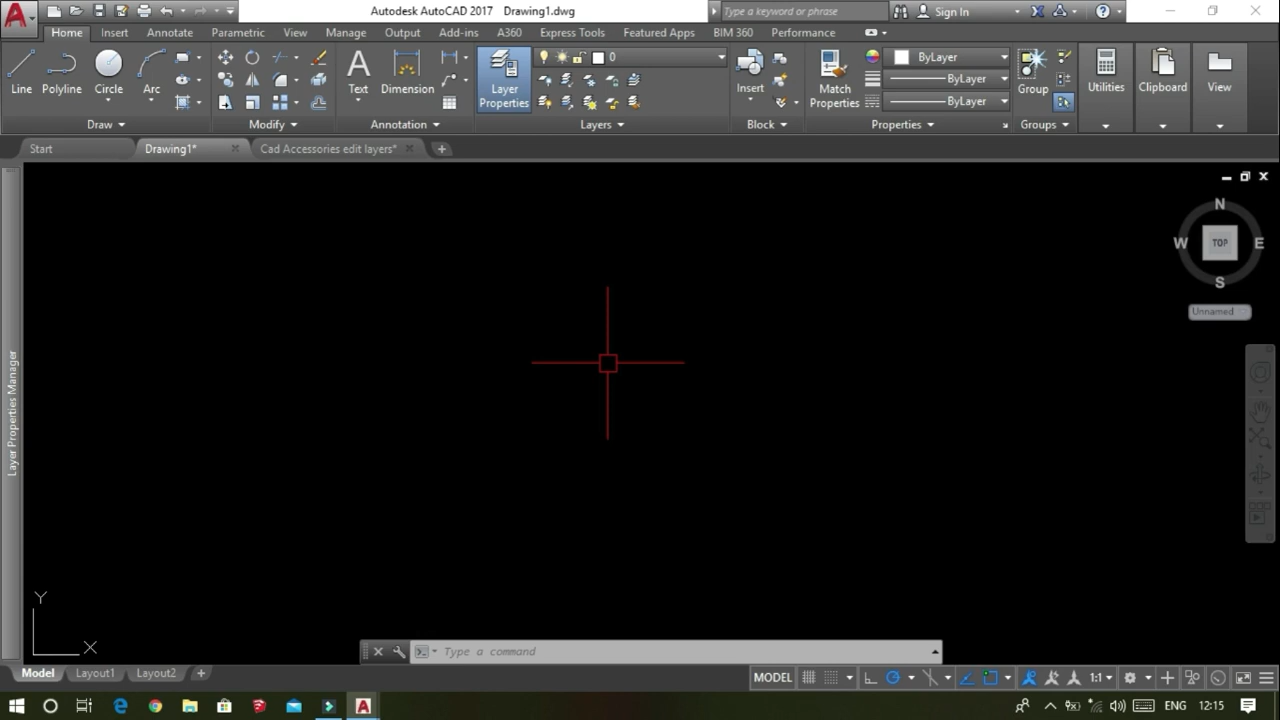 Autodesk AutoCAD 2017 Drawing1.dwg
Type a keyword or phrase
Sign In
Home Insert Annotate Parametric View Manage Output Add-ins A360 Express Tools Featured Apps BIM 360 Performance
Line Polyline Circle Arc
Text Dimension
Layer Properties
0
Insert
Match Properties
ByLayer
ByLayer
ByLayer
Group
Utilities
Clipboard
View
Draw Modify Annotation Layers Block Properties Groups
Start Drawing1* Cad Accessories edit layers*
Layer Properties Manager
N
W TOP E
S
Unnamed
Y
X
Type a command
Model Layout1 Layout2
MODEL 1:1
ENG 12:15